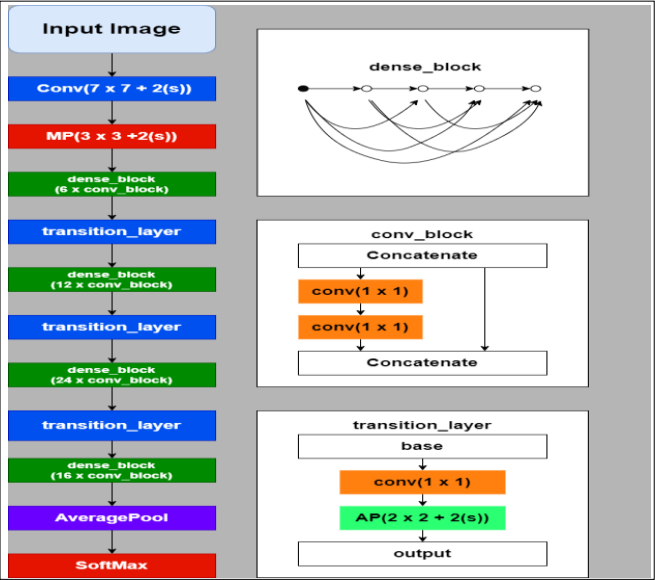 Input Image
Conv(7 x 7 + 2(s))
MP(3 x 3 +2(s))
dense_block
(6 x conv_block)
transition_layer
dense_block
(12 x conv_block)
transition_layer
dense_block
(24 x conv_block)
transition_layer
dense_block
(16 x conv_block)
AveragePool
SoftMax
dense_block
conv_block
Concatenate
conv(1 x 1)
conv(1 x 1)
Concatenate
transition_layer
base
conv(1 x 1)
AP(2 x 2 + 2(s))
output